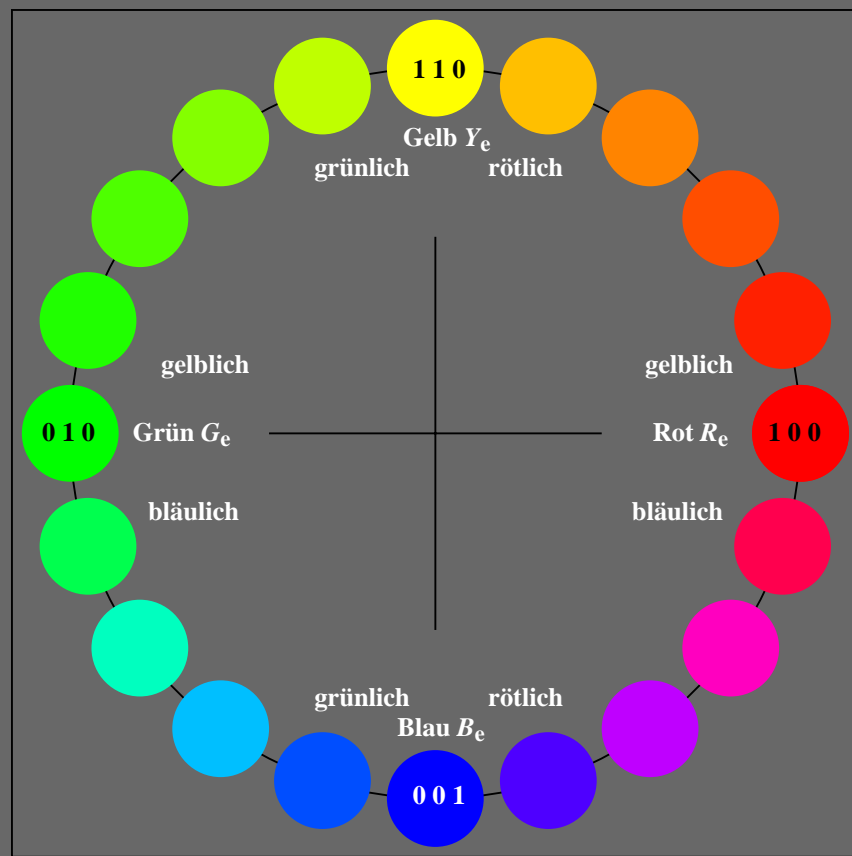 1 1 0
Gelb Yₑ
grünlich rötlich
gelblich gelblich
0 1 0 Grün Gₑ Rot Rₑ 1 0 0
bläulich bläulich
grünlich rötlich
Blau Bₑ
0 0 1